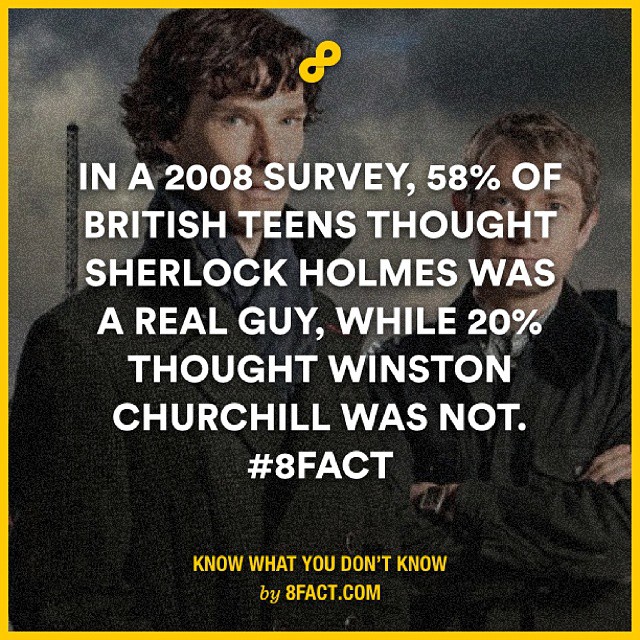 IN A 2008 SURVEY, 58% OF
BRITISH TEENS THOUGHT
SHERLOCK HOLMES WAS
A REAL GUY, WHILE 20%
THOUGHT WINSTON
CHURCHILL WAS NOT.
#8FACT
KNOW WHAT YOU DON'T KNOW
by 8FACT.COM